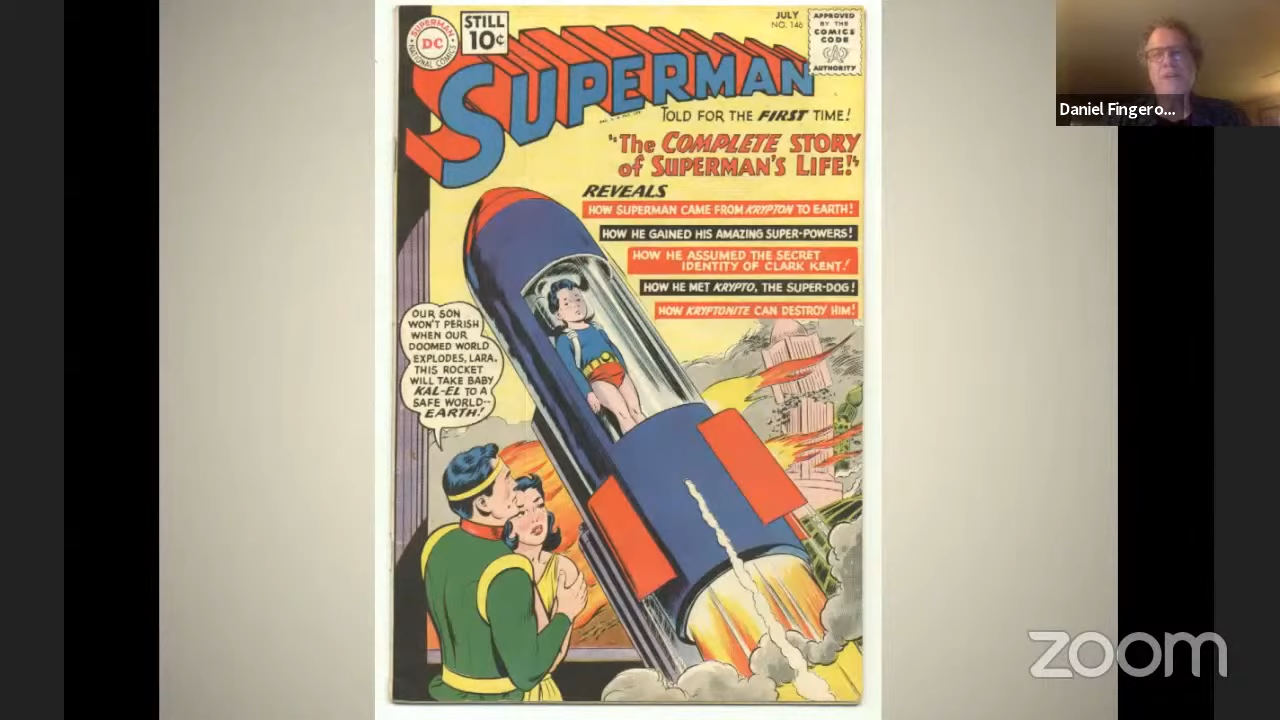 SUPERMAN
DC
NATIONAL COMICS
STILL
10¢
JULY
NO. 146
APPROVED
BY THE
COMICS
CODE
AUTHORITY
SUPERMAN
TOLD FOR THE FIRST TIME!
"The COMPLETE STORY
of SUPERMAN'S LIFE!"
REVEALS
HOW SUPERMAN CAME FROM KRYPTON TO EARTH!
HOW HE GAINED HIS AMAZING SUPER-POWERS!
HOW HE ASSUMED THE SECRET
IDENTITY OF CLARK KENT!
HOW HE MET KRYPTO, THE SUPER-DOG!
HOW KRYPTONITE CAN DESTROY HIM!
OUR SON
WON'T PERISH
WHEN OUR
DOOMED WORLD
EXPLODES, LARA.
THIS ROCKET
WILL TAKE BABY
KAL-EL TO A
SAFE WORLD--
EARTH!
Daniel Fingero...
zoom